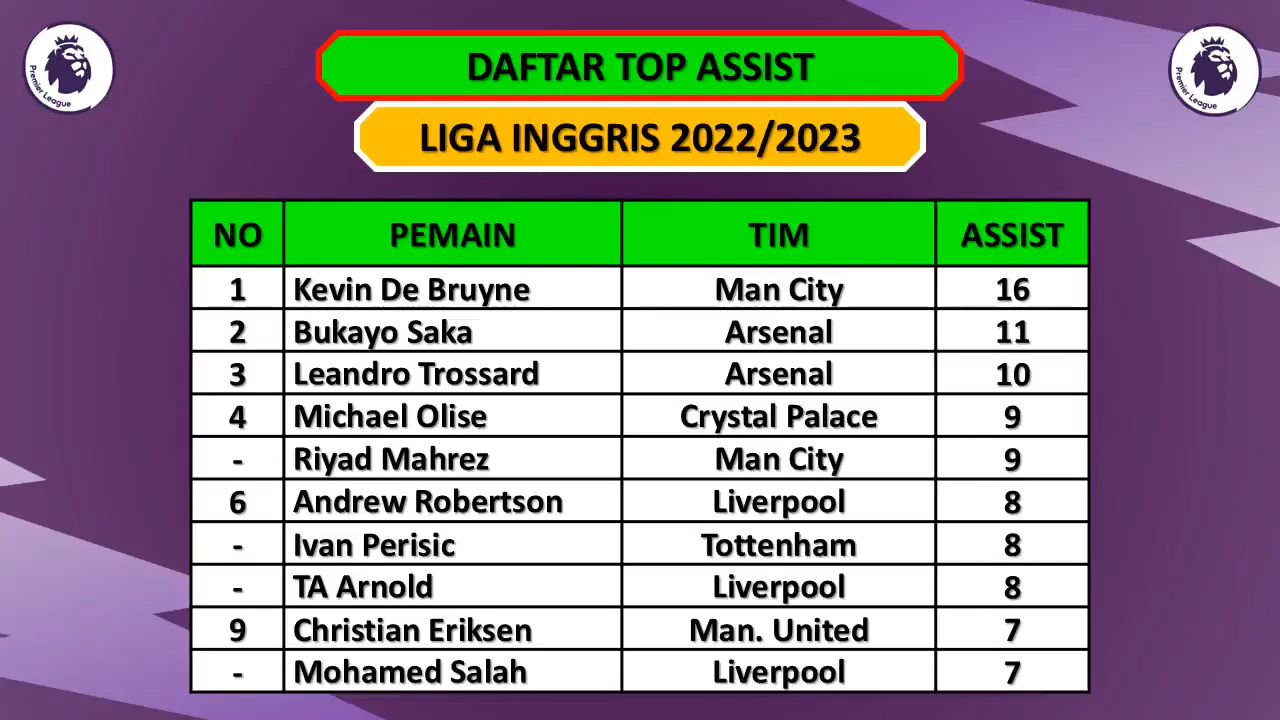 Premier League
Premier League
DAFTAR TOP ASSIST
LIGA INGGRIS 2022/2023
NO PEMAIN TIM ASSIST
1 Kevin De Bruyne Man City 16
2 Bukayo Saka Arsenal 11
3 Leandro Trossard Arsenal 10
4 Michael Olise Crystal Palace 9
- Riyad Mahrez Man City 9
6 Andrew Robertson Liverpool 8
- Ivan Perisic Tottenham 8
- TA Arnold Liverpool 8
9 Christian Eriksen Man. United 7
- Mohamed Salah Liverpool 7